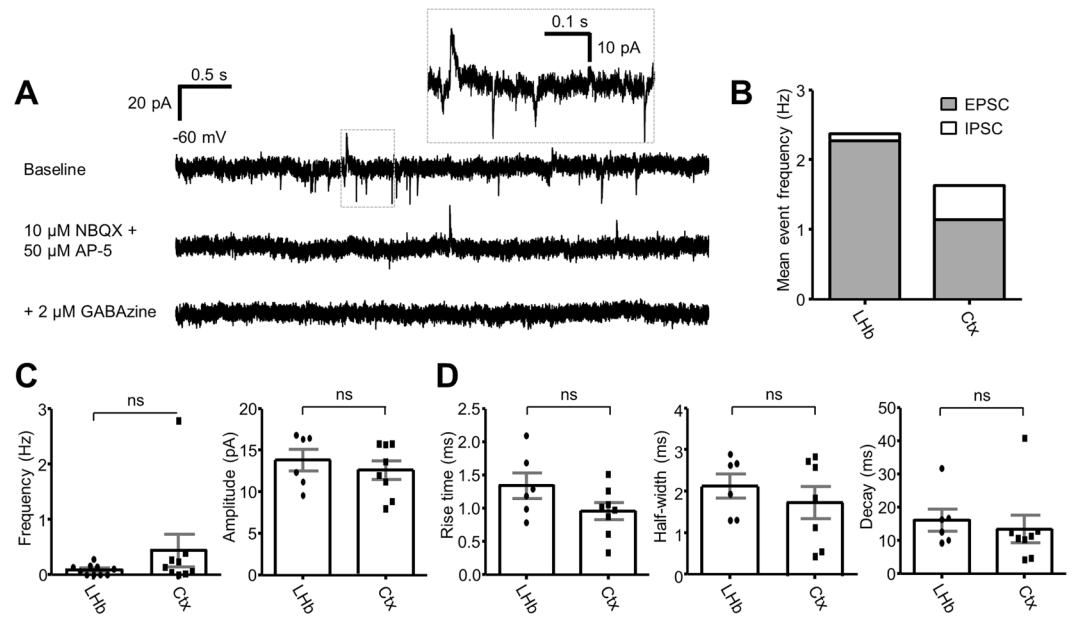 A
0.5 s
20 pA
-60 mV
0.1 s
10 pA
Baseline
10 µM NBQX +
50 µM AP-5
+ 2 µM GABAzine
B
Mean event frequency (Hz)
3
2
1
0
EPSC
IPSC
LHb
Ctx
C
Frequency (Hz)
3
2
1
0
ns
LHb
Ctx
Amplitude (pA)
20
15
10
5
0
ns
LHb
Ctx
D
Rise time (ms)
2.5
2.0
1.5
1.0
0.5
0.0
ns
LHb
Ctx
Half-width (ms)
4
3
2
1
0
ns
LHb
Ctx
Decay (ms)
50
40
30
20
10
0
ns
LHb
Ctx